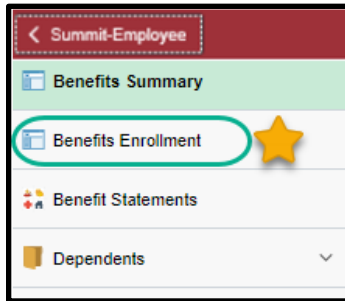 Summit-Employee
Benefits Summary
Benefits Enrollment
Benefit Statements
Dependents